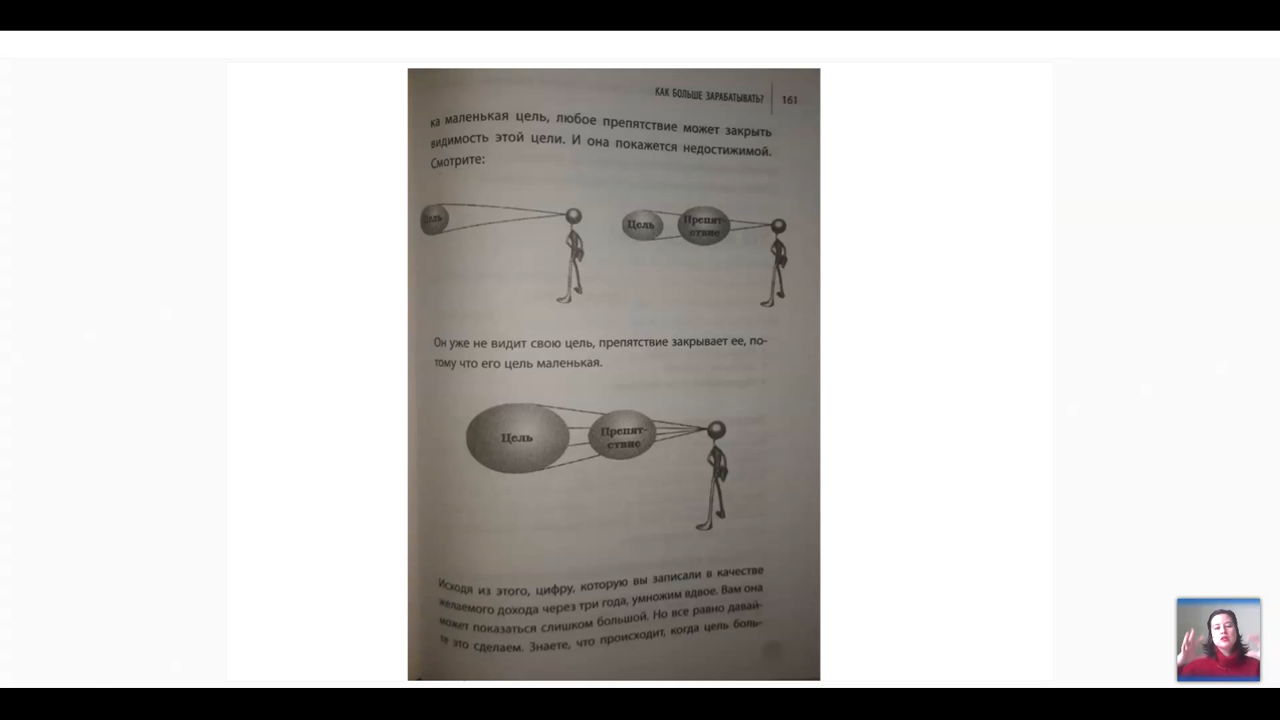 КАК БОЛЬШЕ ЗАРАБАТЫВАТЬ? 161
ка маленькая цель, любое препятствие может закрыть
видимость этой цели. И она покажется недостижимой.
Смотрите:
Цель
Цель
Препят-
ствие
Он уже не видит свою цель, препятствие закрывает ее, по-
тому что его цель маленькая.
Цель
Препят-
ствие
Исходя из этого, цифру, которую вы записали в качестве
желаемого дохода через три года, умножим вдвое. Вам она
может показаться слишком большой. Но все равно давай-
те это сделаем. Знаете, что происходит, когда цель боль-